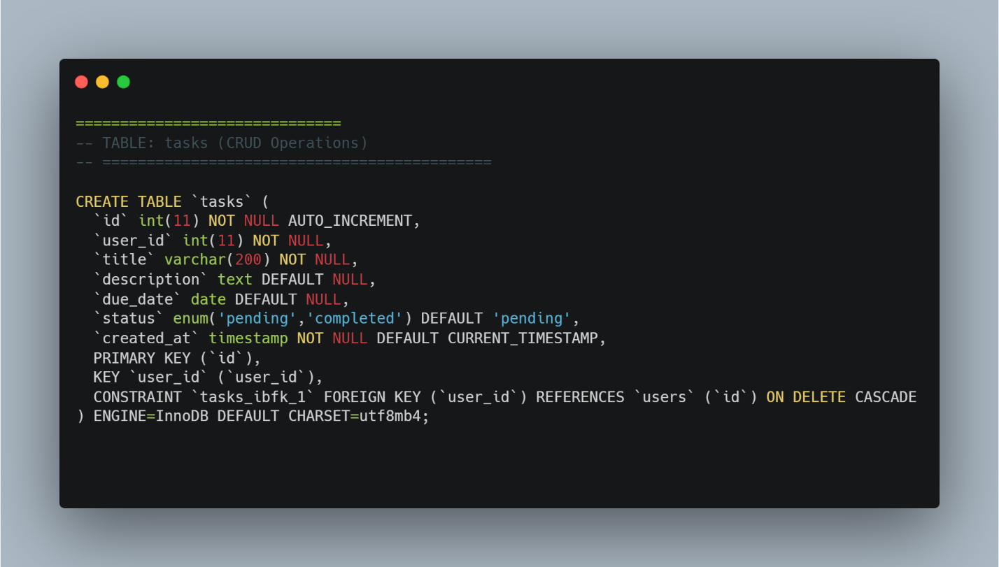 ==============================
-- TABLE: tasks (CRUD Operations)
-- ============================================
CREATE TABLE `tasks` (
  `id` int(11) NOT NULL AUTO_INCREMENT,
  `user_id` int(11) NOT NULL,
  `title` varchar(200) NOT NULL,
  `description` text DEFAULT NULL,
  `due_date` date DEFAULT NULL,
  `status` enum('pending','completed') DEFAULT 'pending',
  `created_at` timestamp NOT NULL DEFAULT CURRENT_TIMESTAMP,
  PRIMARY KEY (`id`),
  KEY `user_id` (`user_id`),
  CONSTRAINT `tasks_ibfk_1` FOREIGN KEY (`user_id`) REFERENCES `users` (`id`) ON DELETE CASCADE
) ENGINE=InnoDB DEFAULT CHARSET=utf8mb4;